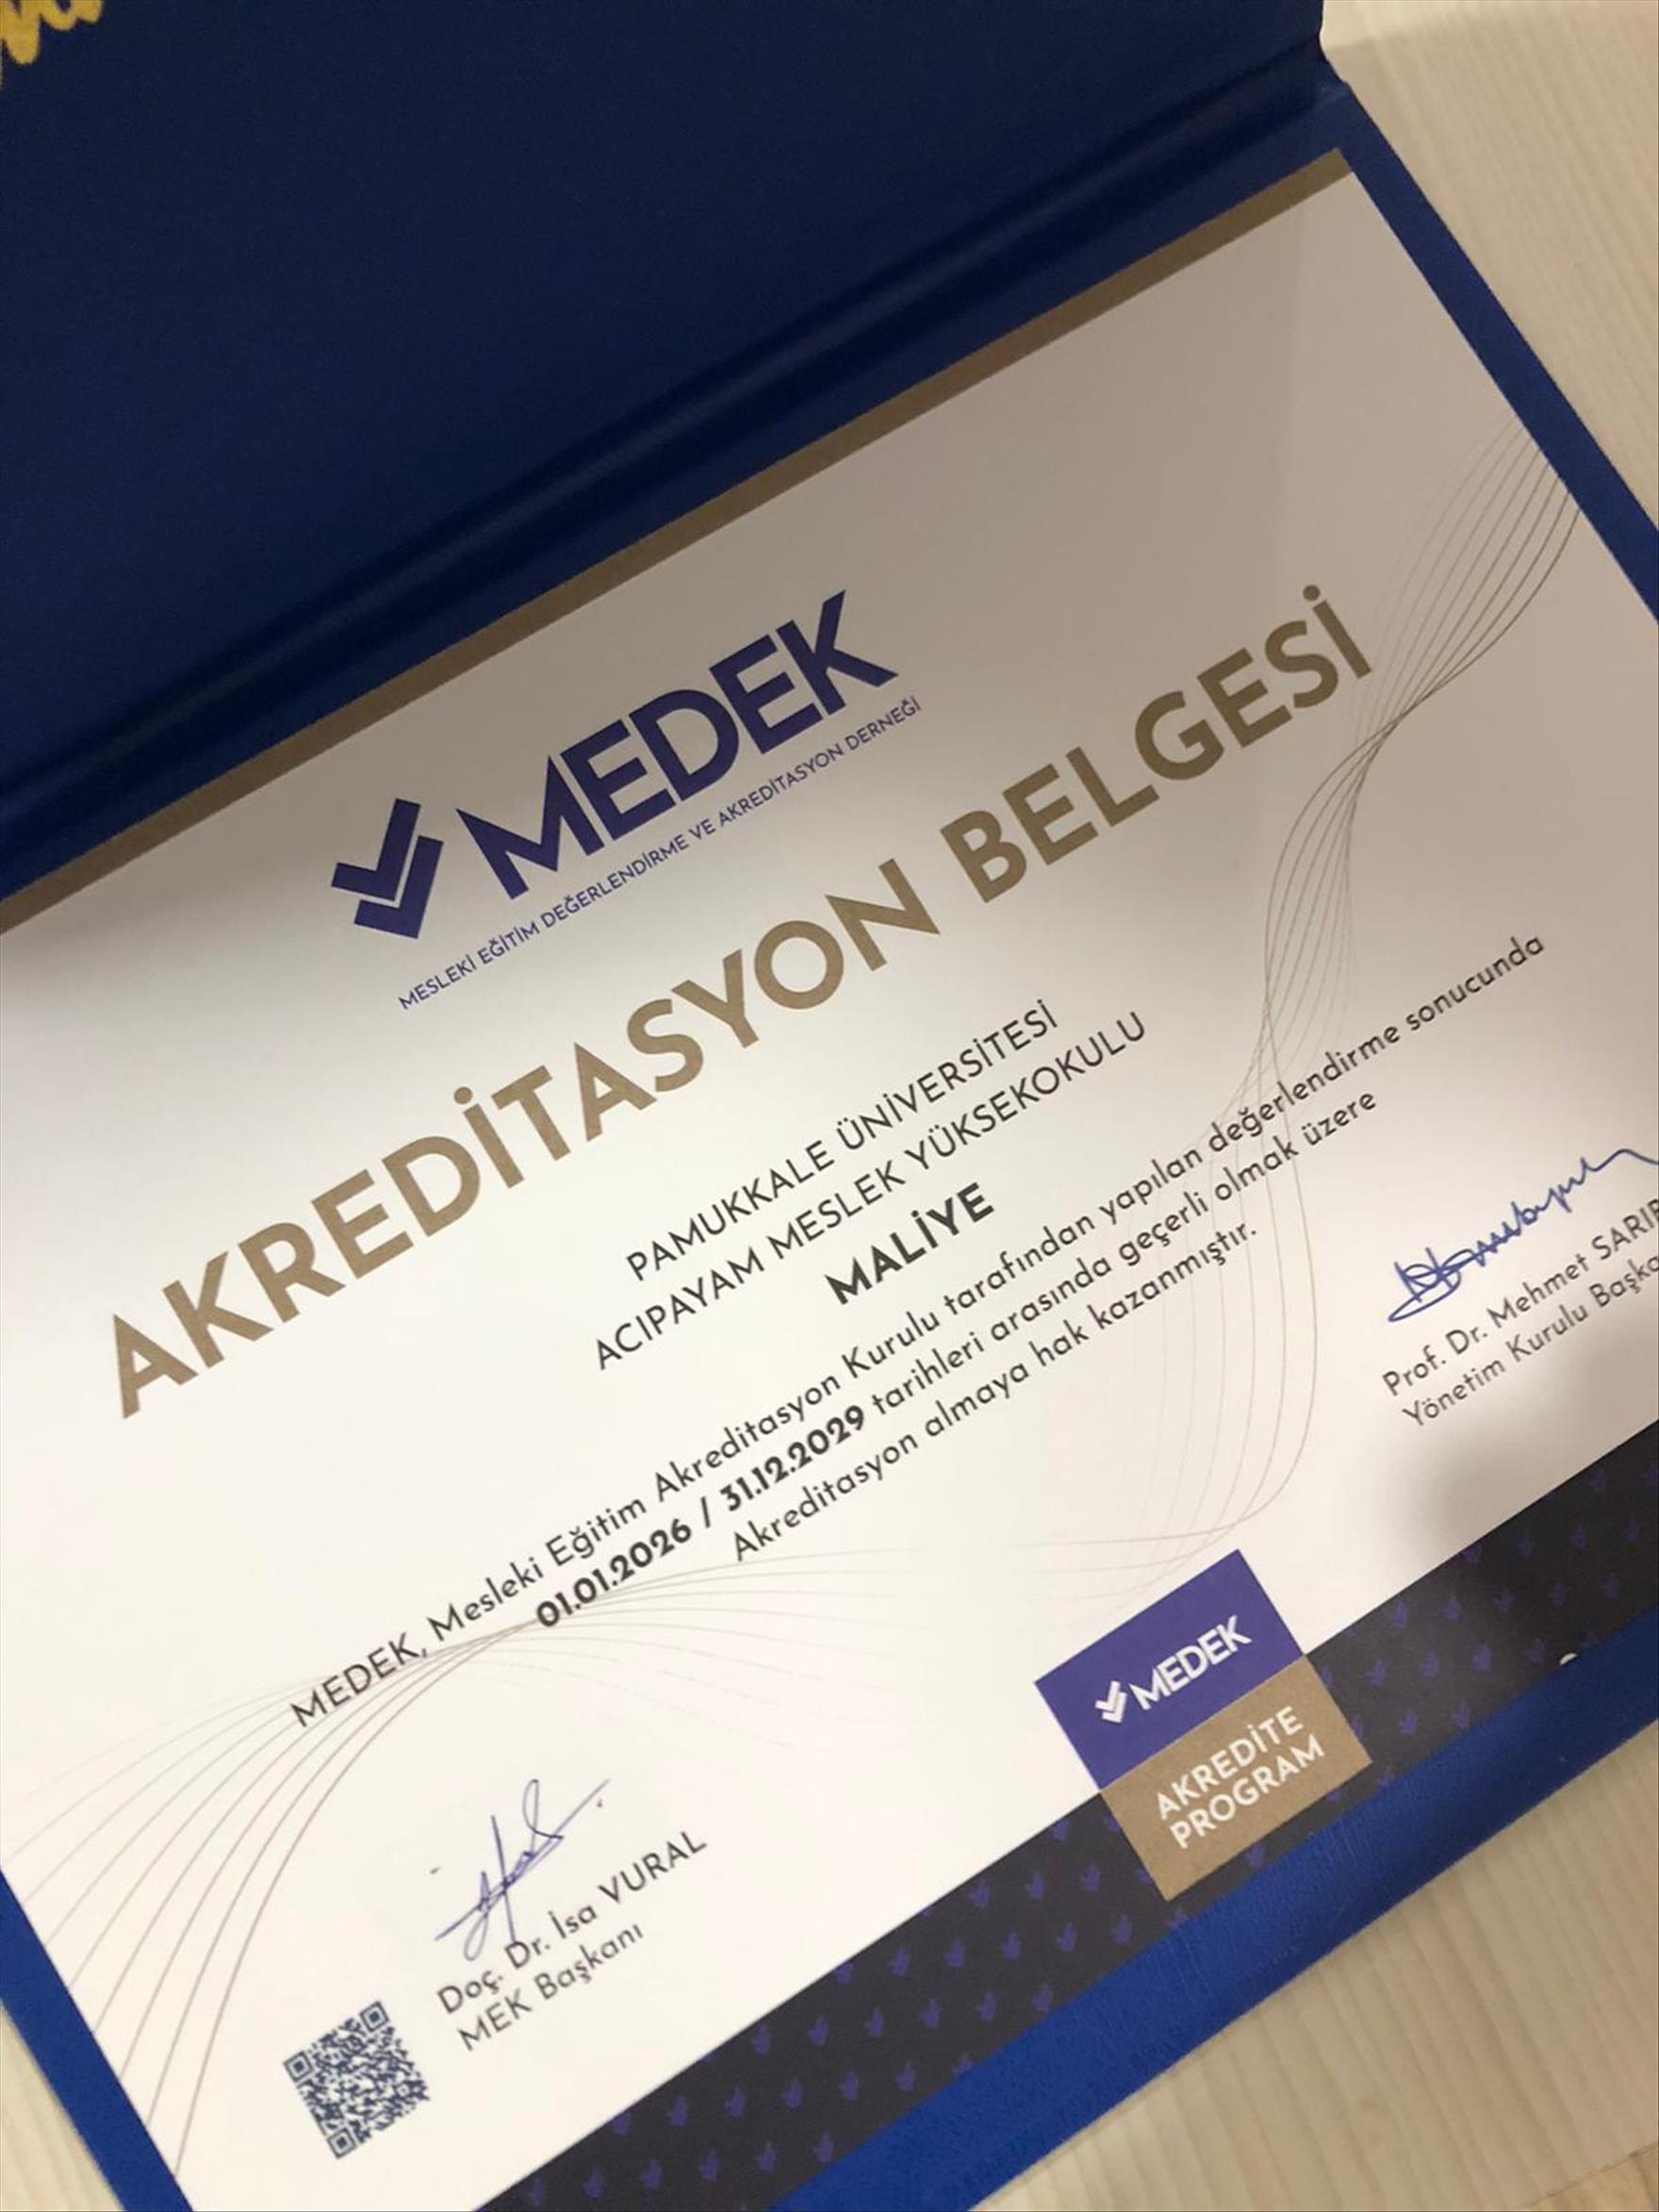 MEDEK
MESLEKİ EĞİTİM DEĞERLENDİRME VE AKREDİTASYON DERNEĞİ
AKREDİTASYON BELGESİ
PAMUKKALE ÜNİVERSİTESİ
ACIPAYAM MESLEK YÜKSEKOKULU
MALİYE
MEDEK, Mesleki Eğitim Akreditasyon Kurulu tarafından yapılan değerlendirme sonucunda
01.01.2026 / 31.12.2029 tarihleri arasında geçerli olmak üzere
Akreditasyon almaya hak kazanmıştır.
Doç. Dr. İsa VURAL
MEK Başkanı
Prof. Dr. Mehmet
Yönetim Kurulu
MEDEK
AKREDİTE
PROGRAM